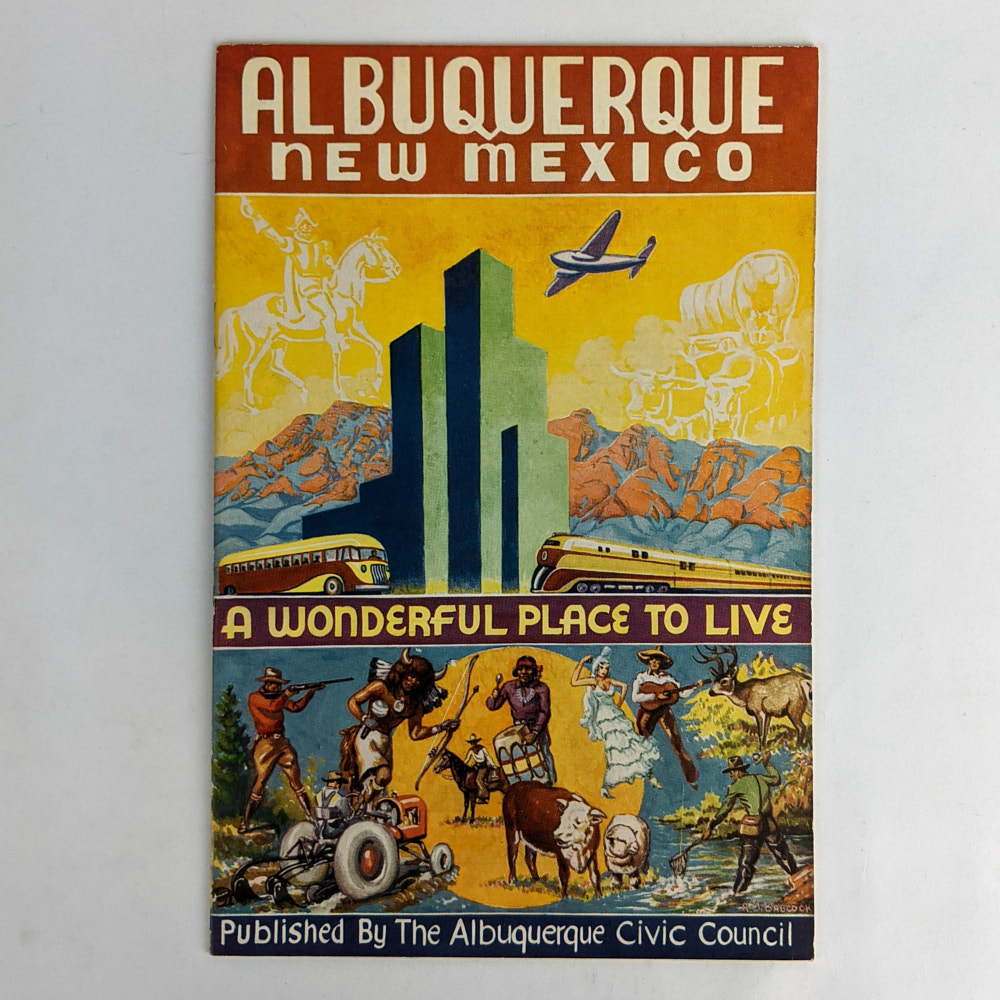 ALBUQUERQUE
NEW MEXICO
A WONDERFUL PLACE TO LIVE
Published By The Albuquerque Civic Council